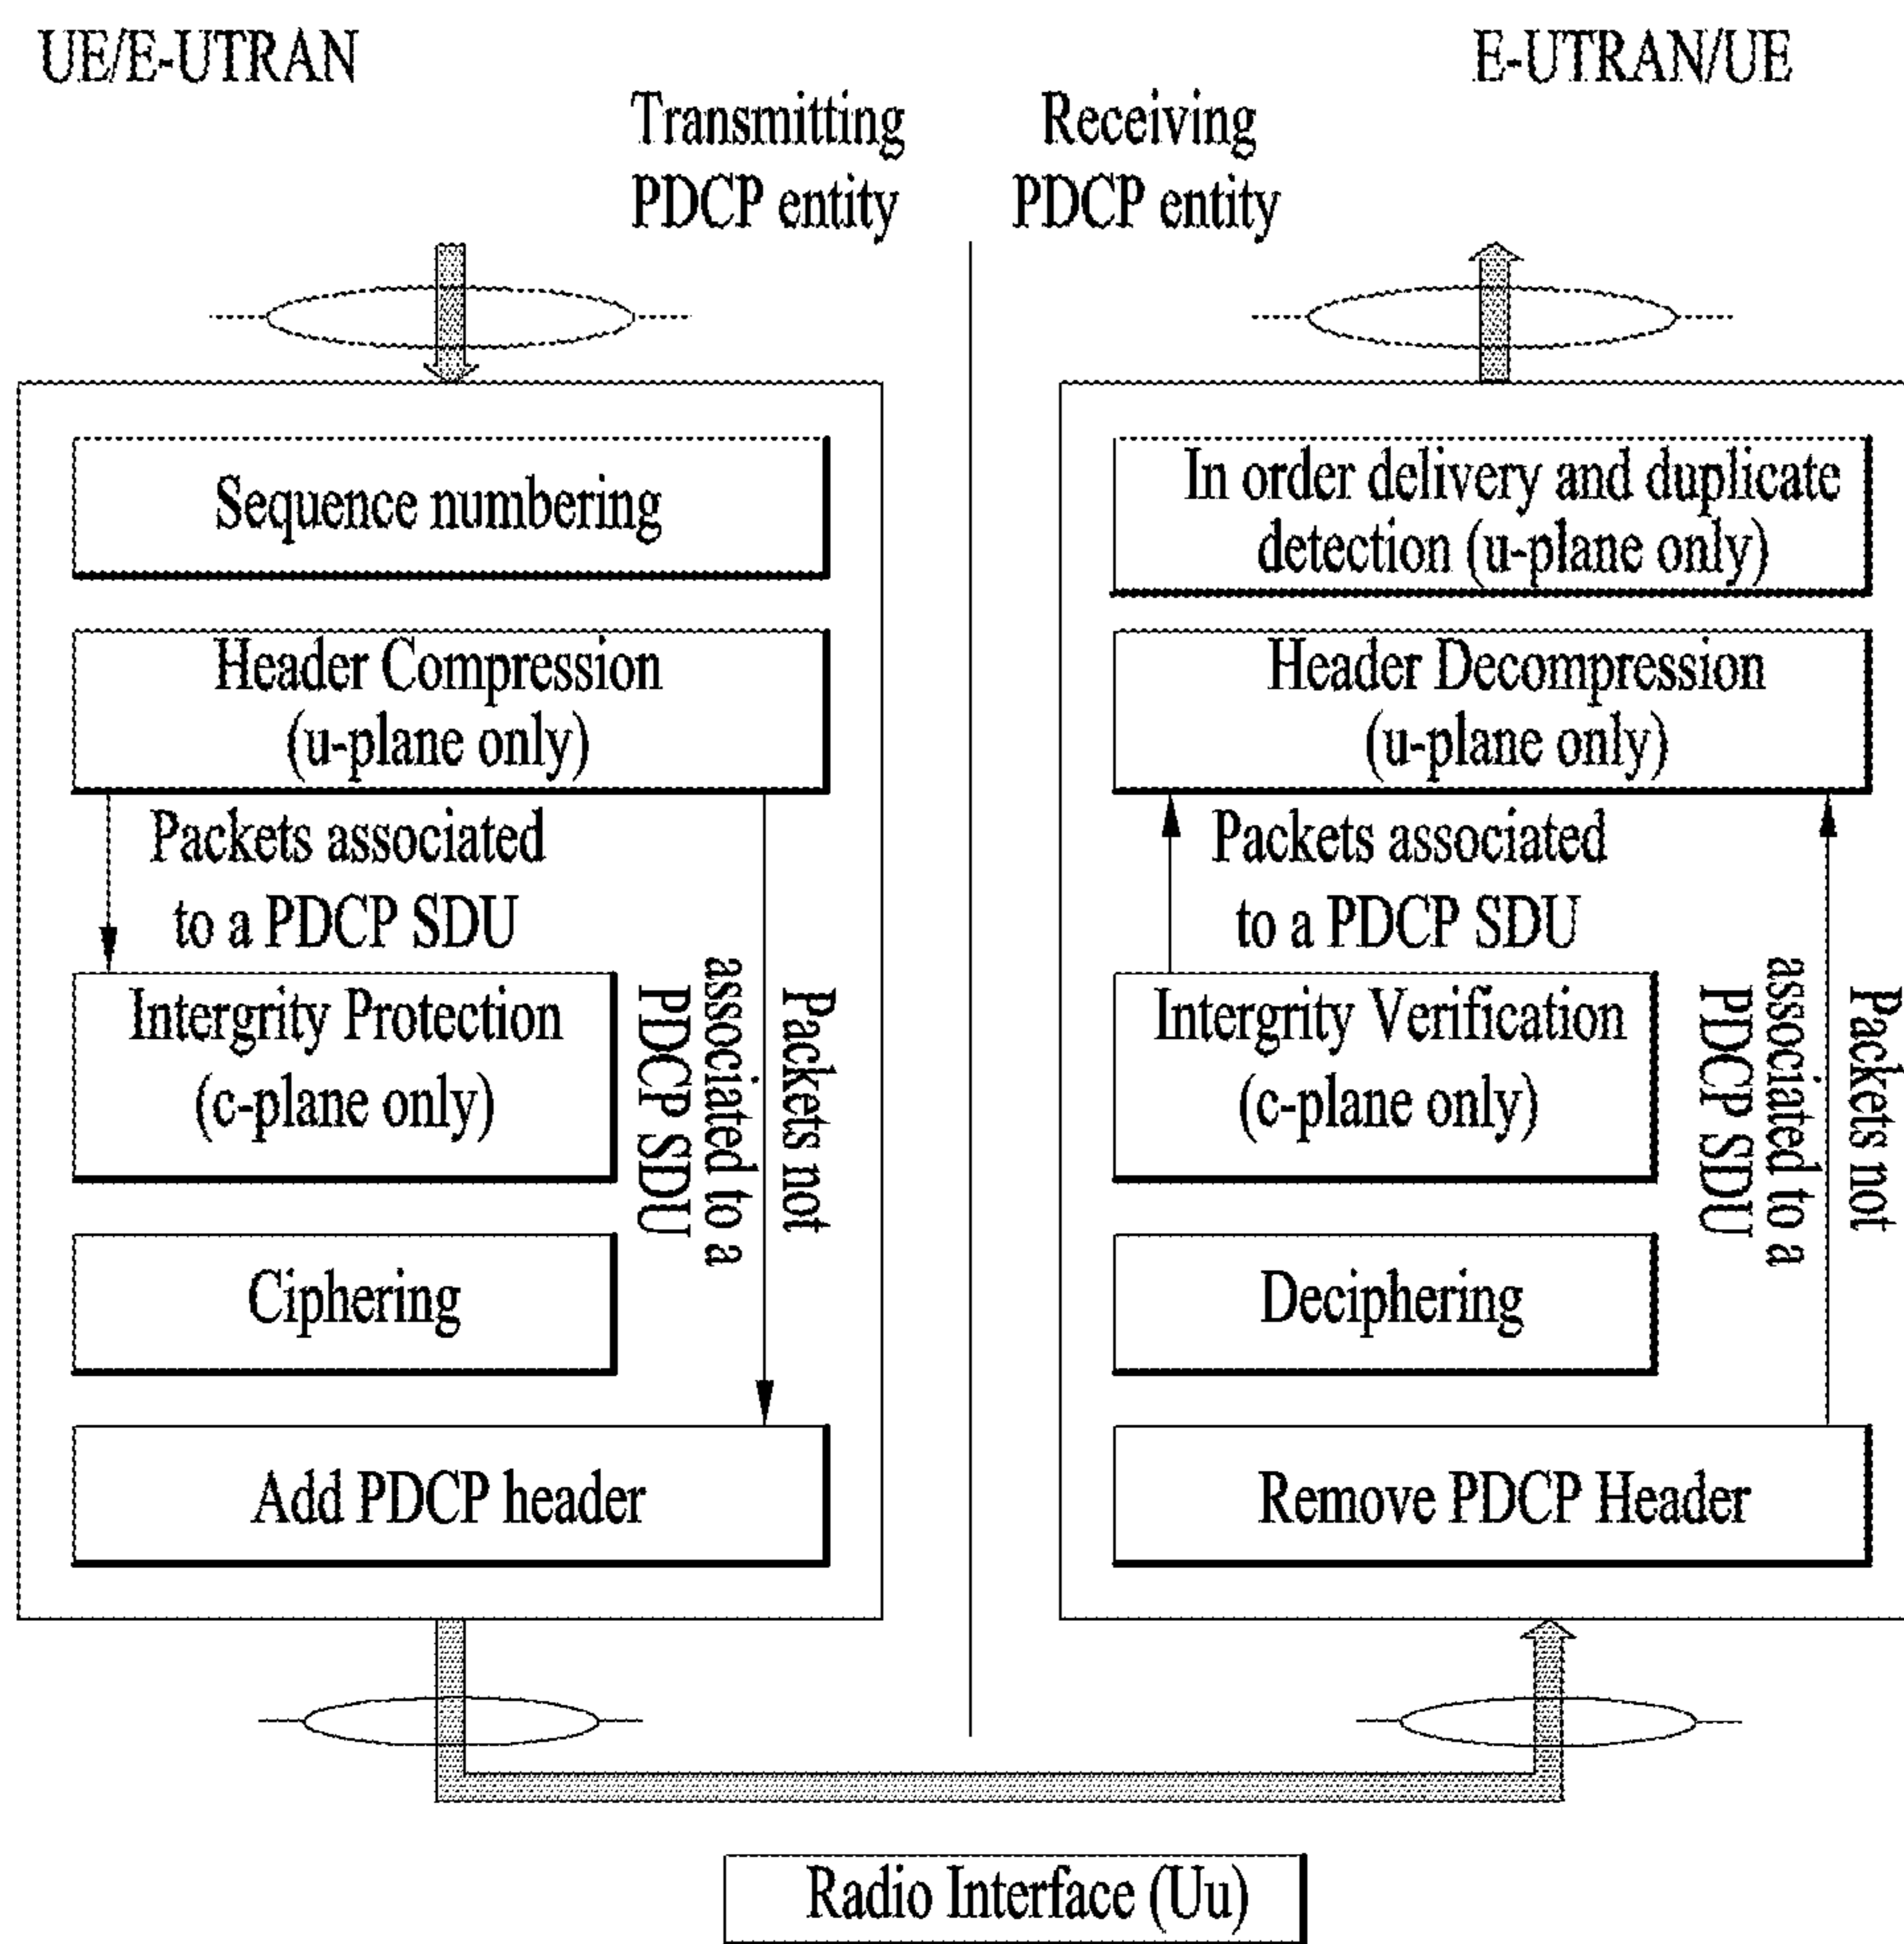 UE/E-UTRAN
E-UTRAN/UE
Transmitting
PDCP entity
Receiving
PDCP entity
Sequence numbering
Header Compression
(u-plane only)
Packets associated
to a PDCP SDU
Packets not
associated to a
PDCP SDU
Intergrity Protection
(c-plane only)
Ciphering
Add PDCP header
In order delivery and duplicate
detection (u-plane only)
Header Decompression
(u-plane only)
Packets associated
to a PDCP SDU
Packets not
associated to a
PDCP SDU
Intergrity Verification
(c-plane only)
Deciphering
Remove PDCP Header
Radio Interface (Uu)